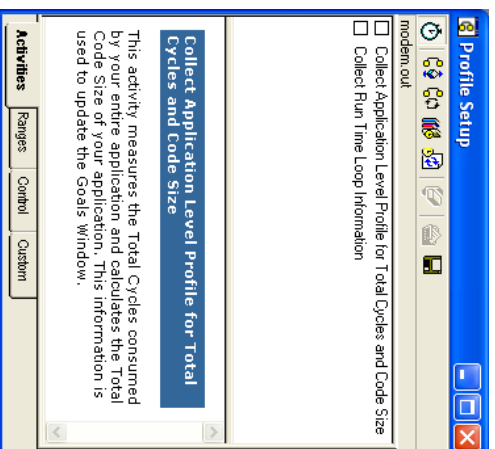 Profile Setup
modem.out
Collect Application Level Profile for Total Cycles and Code Size
Collect Run Time Loop Information
Collect Application Level Profile for Total
Cycles and Code Size
This activity measures the Total Cycles consumed
by your entire application and calculates the Total
Code Size of your application. This information is
used to update the Goals Window.
Activities
Ranges
Control
Custom